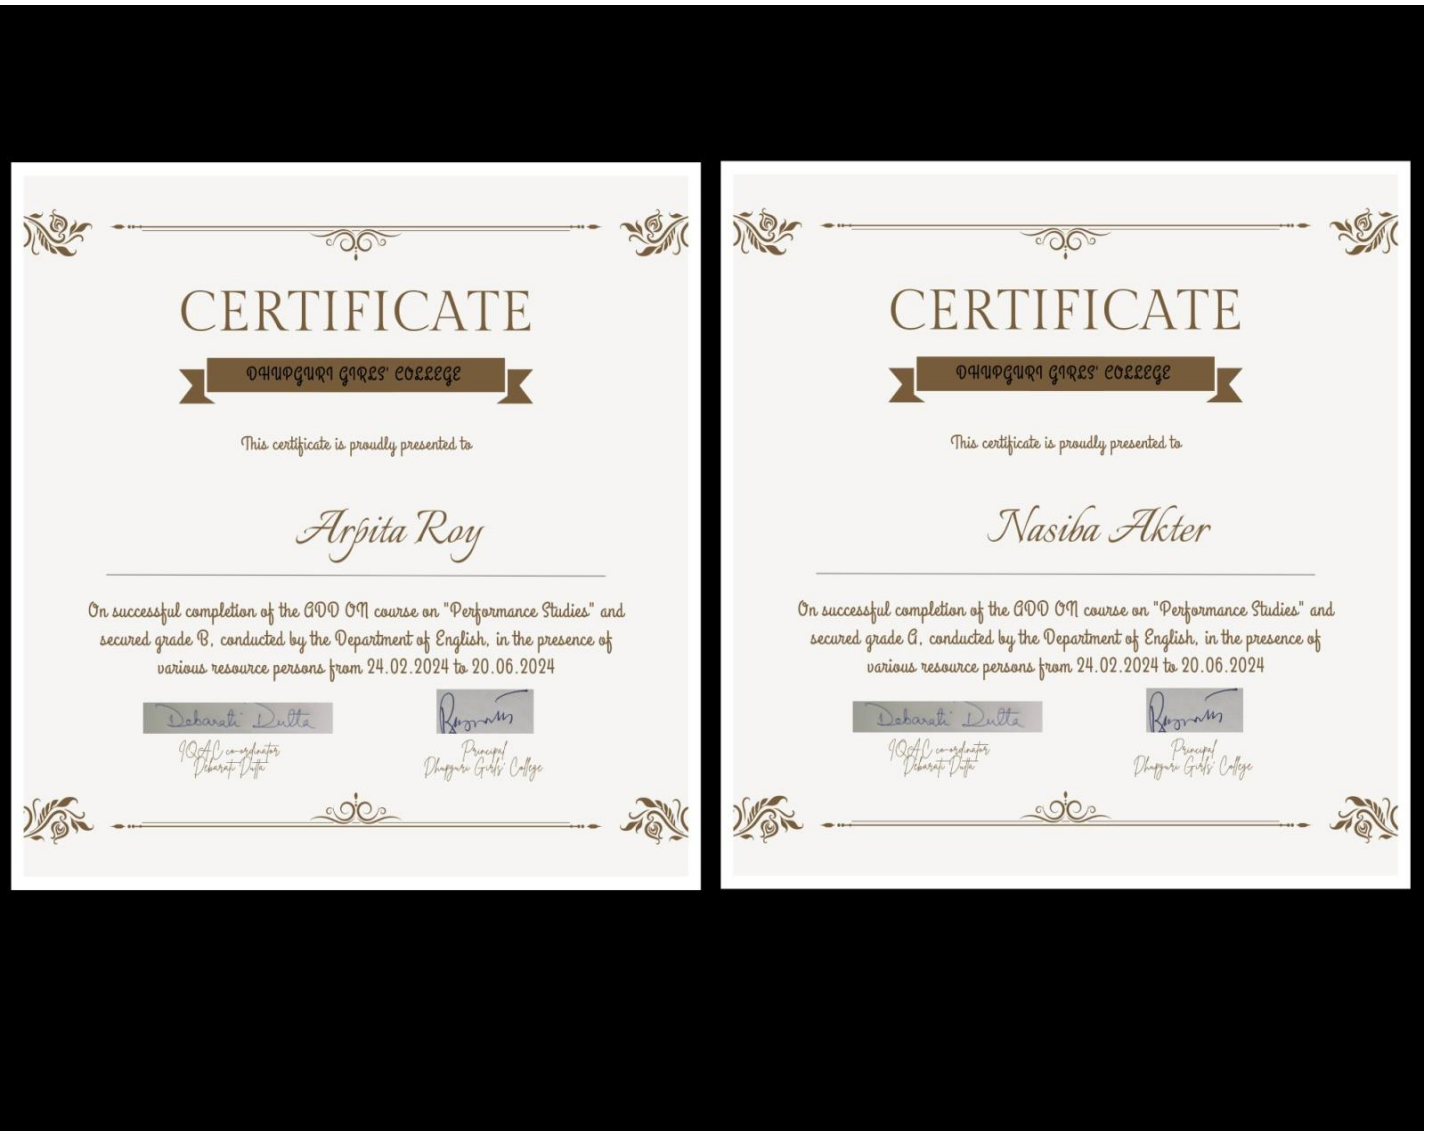 CERTIFICATE
DHUPGURI GIRLS' COLLEGE
This certificate is proudly presented to
Arpita Roy
On successful completion of the ADD ON course on "Performance Studies" and
secured grade B, conducted by the Department of English, in the presence of
various resource persons from 24.02.2024 to 20.06.2024
Debarati Dutta
IQAC co-ordinator
Debarati Dutta
Principal
Dhupguri Girls' College
CERTIFICATE
DHUPGURI GIRLS' COLLEGE
This certificate is proudly presented to
Nasiba Akter
On successful completion of the ADD ON course on "Performance Studies" and
secured grade A, conducted by the Department of English, in the presence of
various resource persons from 24.02.2024 to 20.06.2024
Debarati Dutta
IQAC co-ordinator
Debarati Dutta
Principal
Dhupguri Girls' College